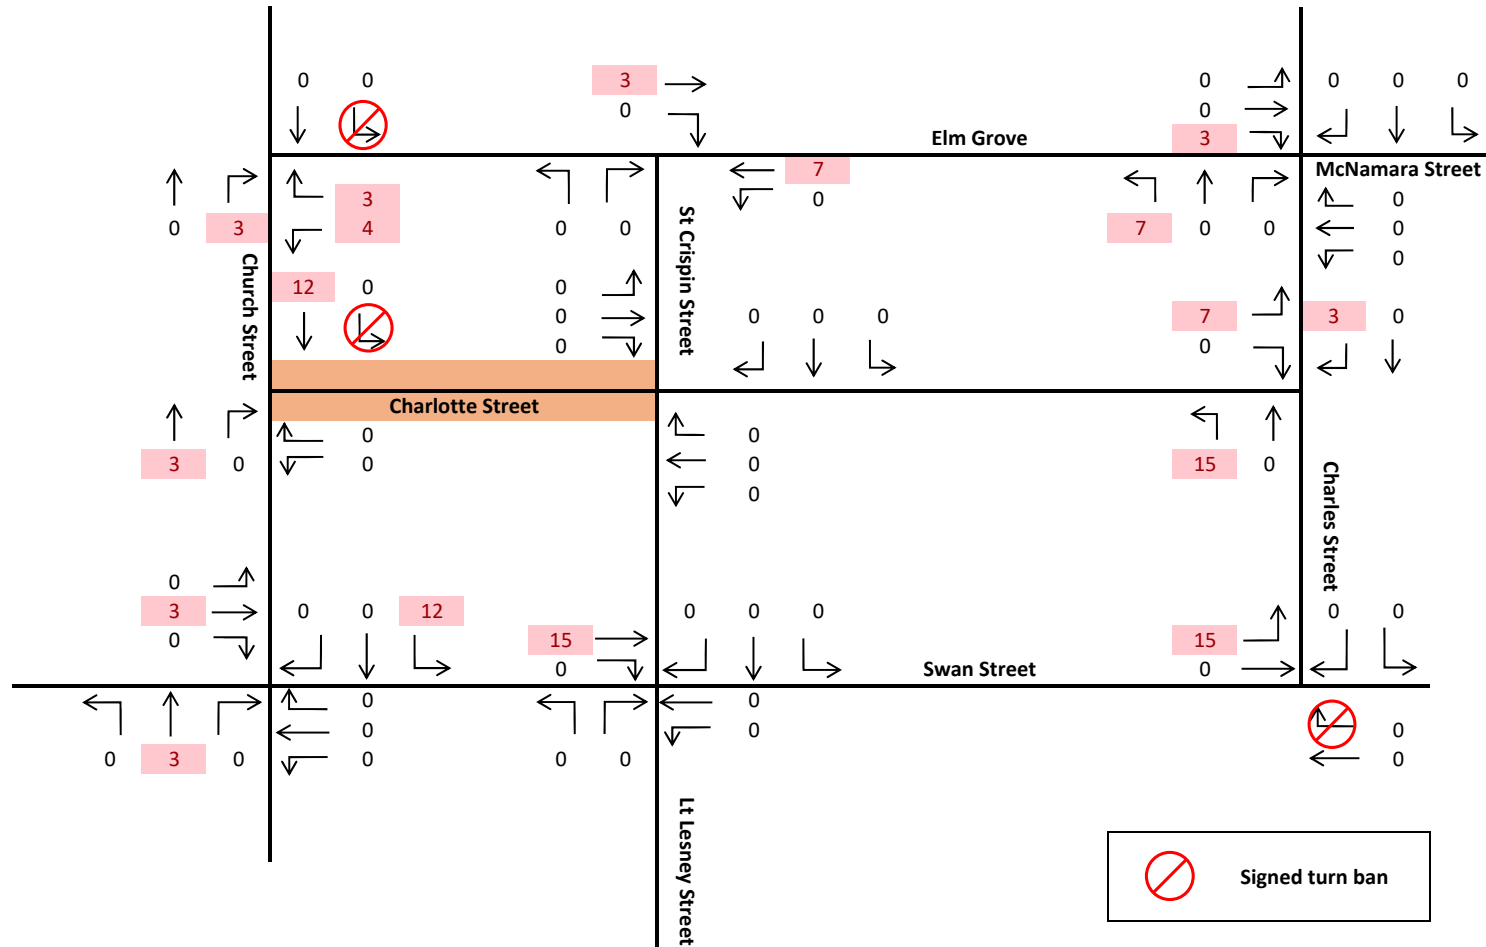 0 0 3 0 0 0 0
0 0
Elm Grove 3
7 McNamara Street
3 0 0
0 3 4 0 0 7 0 0 0
St Crispin Street
0
Church Street
12 0 0
0 0 0 0 7 3 0
0 0
Charlotte Street
0 0
3 0 0 0 15 0
0
Charles Street
0
3 0 0 12 0 0 0 0 0
0 15 15
0 Swan Street 0
0 0
0 0 0
0 3 0 0 0 0 0
Lt Lesney Street
Signed turn ban